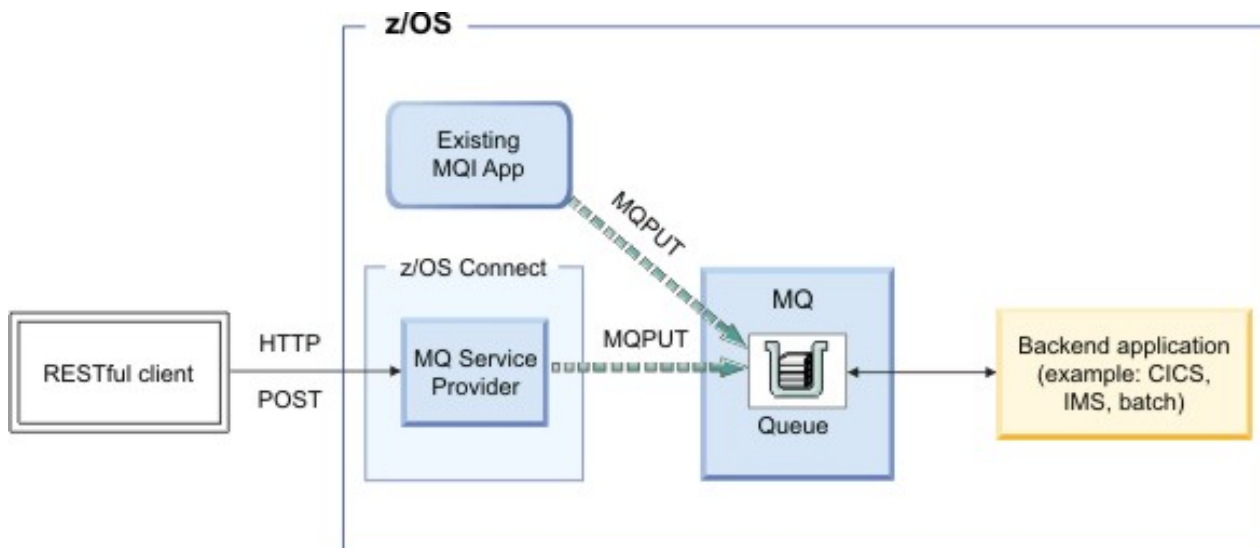 z/OS
Existing
MQI App
MQPUT
z/OS Connect
MQ
RESTful client
HTTP
POST
MQ Service
Provider
MQPUT
Queue
Backend application
(example: CICS,
IMS, batch)